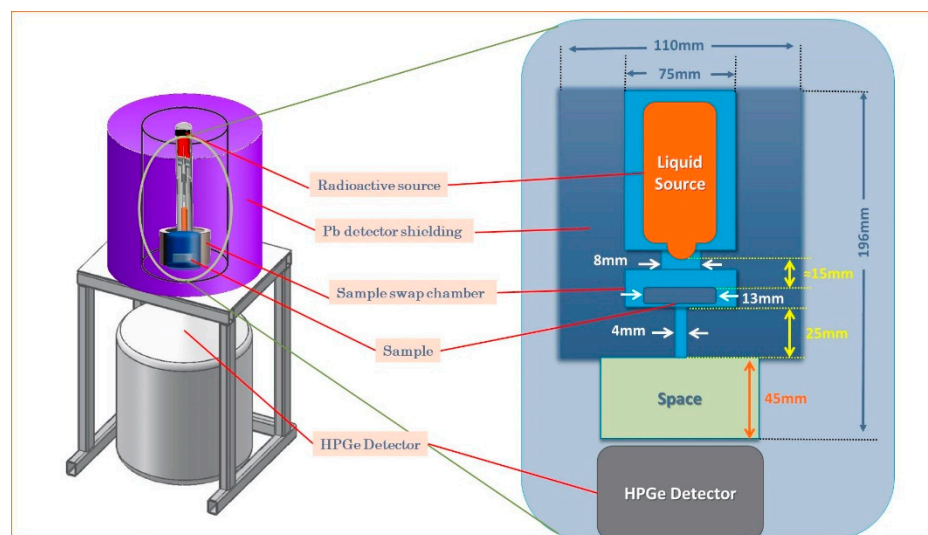 Radioactive source
Pb detector shielding
Sample swap chamber
Sample
HPGe Detector
110mm
75mm
Liquid
Source
196mm
8mm
≈15mm
13mm
4mm
25mm
Space
45mm
HPGe Detector